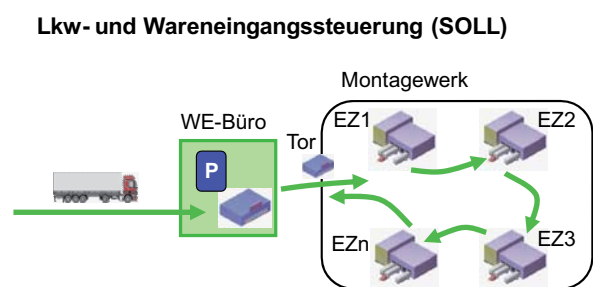 Lkw- und Wareneingangssteuerung (SOLL)
Montagewerk
WE-Büro
Tor
EZ1
EZ2
P
EZn
EZ3